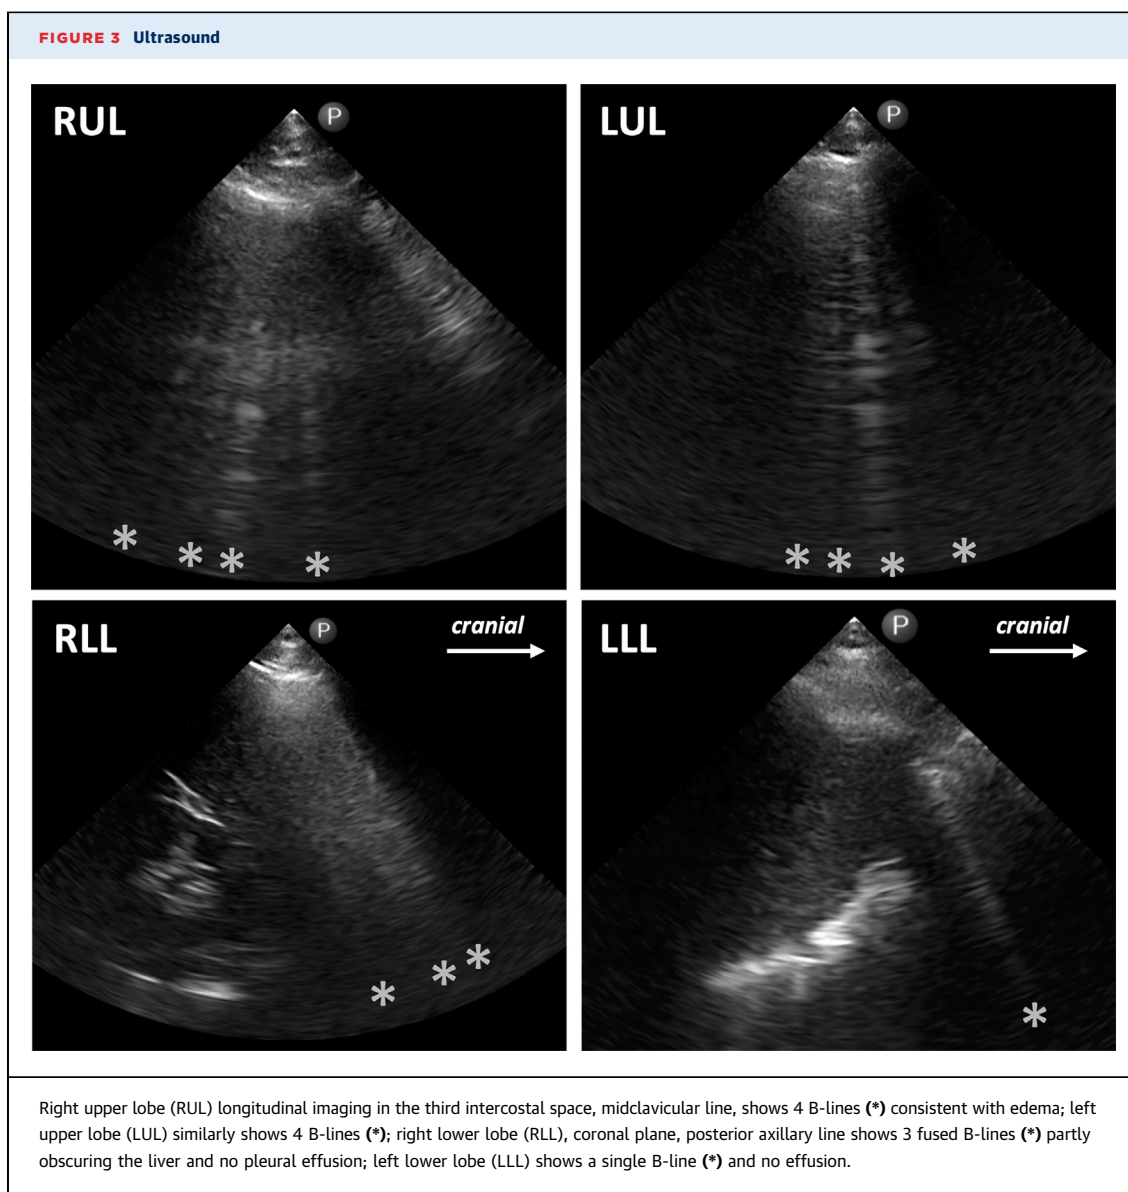 FIGURE 3 Ultrasound
RUL
P
* * * *
LUL
P
* * * *
RLL
P
cranial
* * *
LLL
P
cranial
*
Right upper lobe (RUL) longitudinal imaging in the third intercostal space, midclavicular line, shows 4 B-lines (*) consistent with edema; left
upper lobe (LUL) similarly shows 4 B-lines (*); right lower lobe (RLL), coronal plane, posterior axillary line shows 3 fused B-lines (*) partly
obscuring the liver and no pleural effusion; left lower lobe (LLL) shows a single B-line (*) and no effusion.